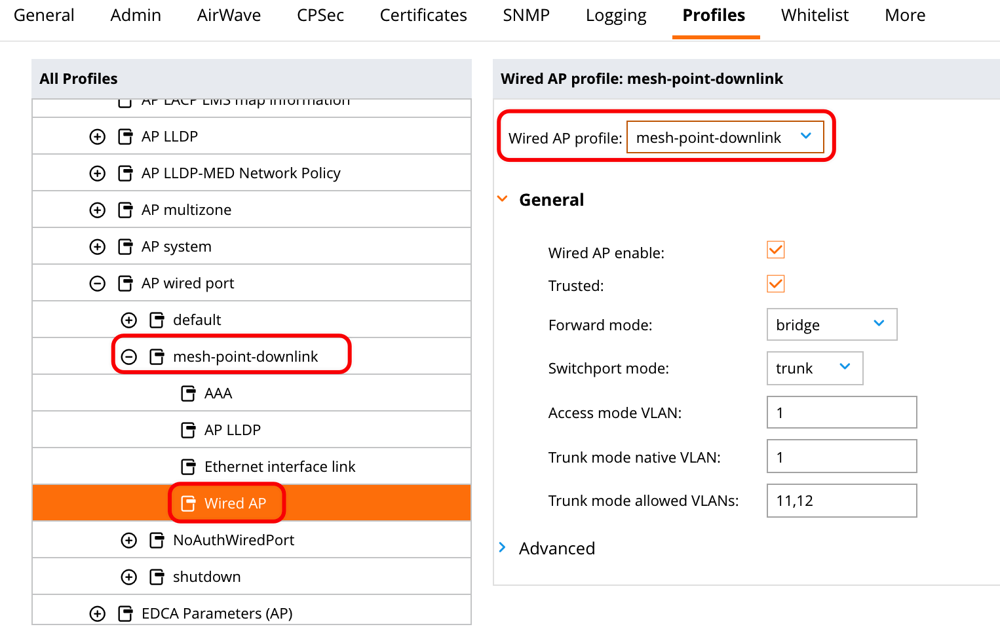 General Admin AirWave CPSec Certificates SNMP Logging Profiles Whitelist More
All Profiles
AP LACP LMS map information
AP LLDP
AP LLDP-MED Network Policy
AP multizone
AP system
AP wired port
default
mesh-point-downlink
AAA
AP LLDP
Ethernet interface link
Wired AP
NoAuthWiredPort
shutdown
EDCA Parameters (AP)
Wired AP profile: mesh-point-downlink
Wired AP profile: mesh-point-downlink
General
Wired AP enable:
Trusted:
Forward mode: bridge
Switchport mode: trunk
Access mode VLAN: 1
Trunk mode native VLAN: 1
Trunk mode allowed VLANs: 11,12
Advanced